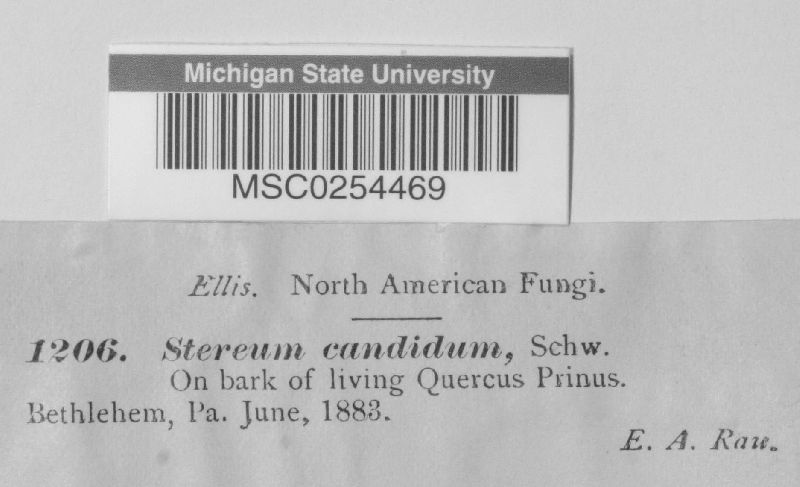 Michigan State University
MSC0254469
Ellis. North American Fungi.
1206. Stereum candidum, Schw.
On bark of living Quercus Prinus.
Bethlehem, Pa. June, 1883.
E. A. Rau.